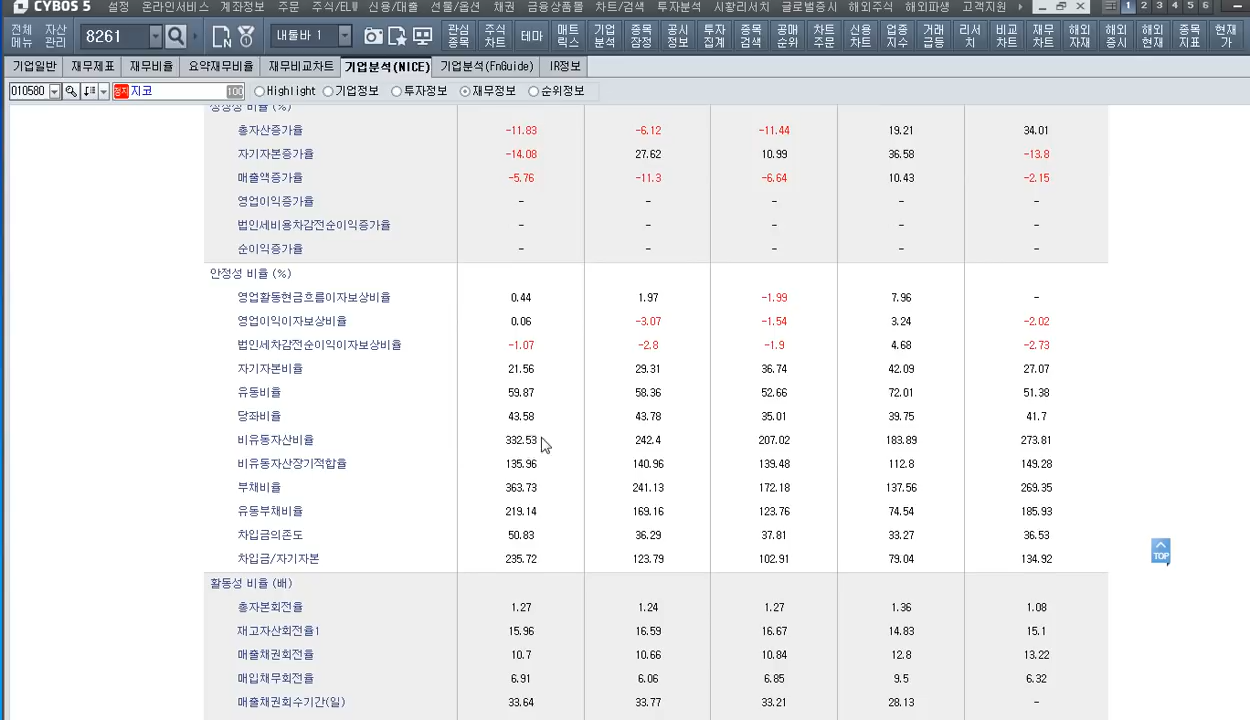 CYBOS 5 설정 온라인서비스 계좌정보 주문 주식/ELW 신용/대출 선물/옵션 채권 금융상품몰 차트/검색 투자분석 시황리서치 글로벌증시 해외주식 해외파생 고객지원 1 2 3 4 5 6
전체메뉴 자산관리 8261 내툴바 1 관심종목 주식차트 테마 매트릭스 기업분석 종목잠정 공시정보 투자집계 종목검색 공매순위 차트주문 신용차트 업종지수 거래급등 리서치 비교차트 재무차트 해외자재 해외증시 해외현재 종목지표 현재가
기업일반 재무제표 재무비율 요약재무비율 재무비교차트 기업분석(NICE) 기업분석(FnGuide) IR정보
010580 정지 지코 100 Highlight 기업정보 투자정보 재무정보 순위정보
성장성 비율 (%)
총자산증가율 -11.83 -6.12 -11.44 19.21 34.01
자기자본증가율 -14.08 27.62 10.99 36.58 -13.8
매출액증가율 -5.76 -11.3 -6.64 10.43 -2.15
영업이익증가율 - - - - -
법인세비용차감전순이익증가율 - - - - -
순이익증가율 - - - - -
안정성 비율 (%)
영업활동현금흐름이자보상비율 0.44 1.97 -1.99 7.96 -
영업이익이자보상비율 0.06 -3.07 -1.54 3.24 -2.02
법인세차감전순이익이자보상비율 -1.07 -2.8 -1.9 4.68 -2.73
자기자본비율 21.56 29.31 36.74 42.09 27.07
유동비율 59.87 58.36 52.66 72.01 51.38
당좌비율 43.58 43.78 35.01 39.75 41.7
비유동자산비율 332.53 242.4 207.02 183.89 273.81
비유동자산장기적합율 135.96 140.96 139.48 112.8 149.28
부채비율 363.73 241.13 172.18 137.56 269.35
유동부채비율 219.14 169.16 123.76 74.54 185.93
차입금의존도 50.83 36.29 37.81 33.27 36.53
차입금/자기자본 235.72 123.79 102.91 79.04 134.92
TOP
활동성 비율 (배)
총자본회전율 1.27 1.24 1.27 1.36 1.08
재고자산회전율1 15.96 16.59 16.67 14.83 15.1
매출채권회전율 10.7 10.66 10.84 12.8 13.22
매입채무회전율 6.91 6.06 6.85 9.5 6.32
매출채권회수기간(일) 33.64 33.77 33.21 28.13 -